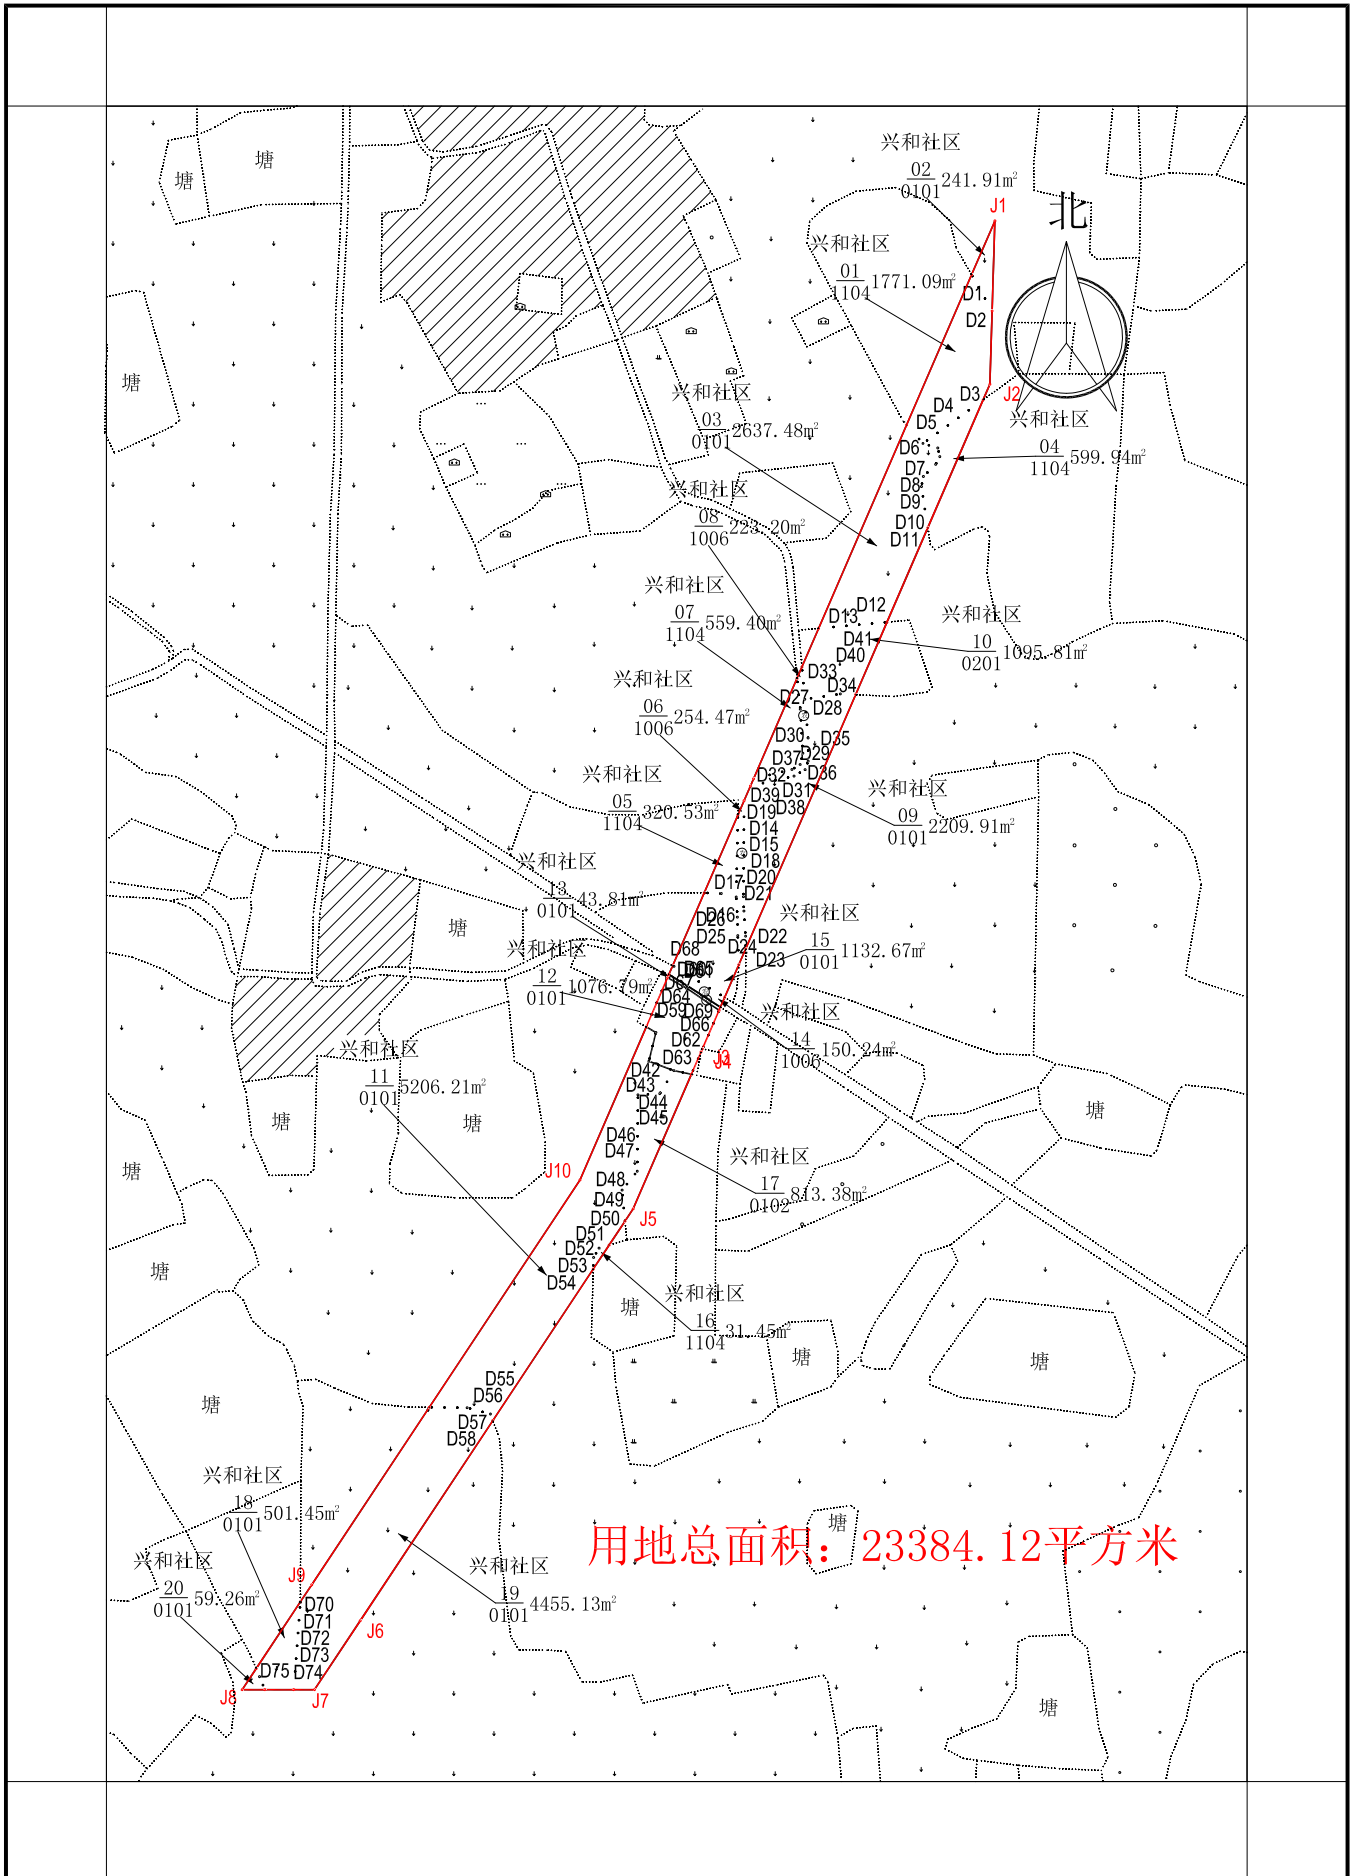 兴和社区
02
0101 241.91m²
J1
北
塘
塘
兴和社区
01
1104 1771.09m²
D1
D2
塘
兴和社区
03
0101 2637.48m²
D3
J2
D4
D5
兴和社区
04
1104 599.94m²
D6
D7
D8
D9
D10
D11
兴和社区
08
1006 223.20m²
兴和社区
07
1104 559.40m²
D12
D13
D41
D40
兴和社区
10
0201 1095.81m²
兴和社区
06
1006 254.47m²
D33
D34
D27
D28
D30
D35
D29
D37
D36
D32
D31
D39
D38
兴和社区
05
1104 320.53m²
兴和社区
09
0101 2209.91m²
D19
D14
D15
D18
D20
D17
D21
兴和社区
13
0101 43.81m²
塘
D16
D26
D25
D22
D24
D23
兴和社区
15
0101 1132.67m²
兴和社区
12
0101 1076.79m²
D68
D64
D59
D69
D66
D62
D63
J3
J4
兴和社区
14
1006 150.24m²
兴和社区
11
0101 5206.21m²
D42
D43
D44
D45
D46
D47
塘
塘
塘
塘
兴和社区
17
0102 813.38m²
J10
D48
D49
D50
J5
D51
D52
D53
D54
塘
兴和社区
16
1104 31.45m²
塘
塘
塘
D55
D56
D57
D58
塘
兴和社区
18
0101 501.45m²
塘
用地总面积：23384.12平方米
兴和社区
20
0101 59.26m²
兴和社区
19
0101 4455.13m²
J9
D70
D71
D72
D73
D74
D75
J6
J8
J7
塘